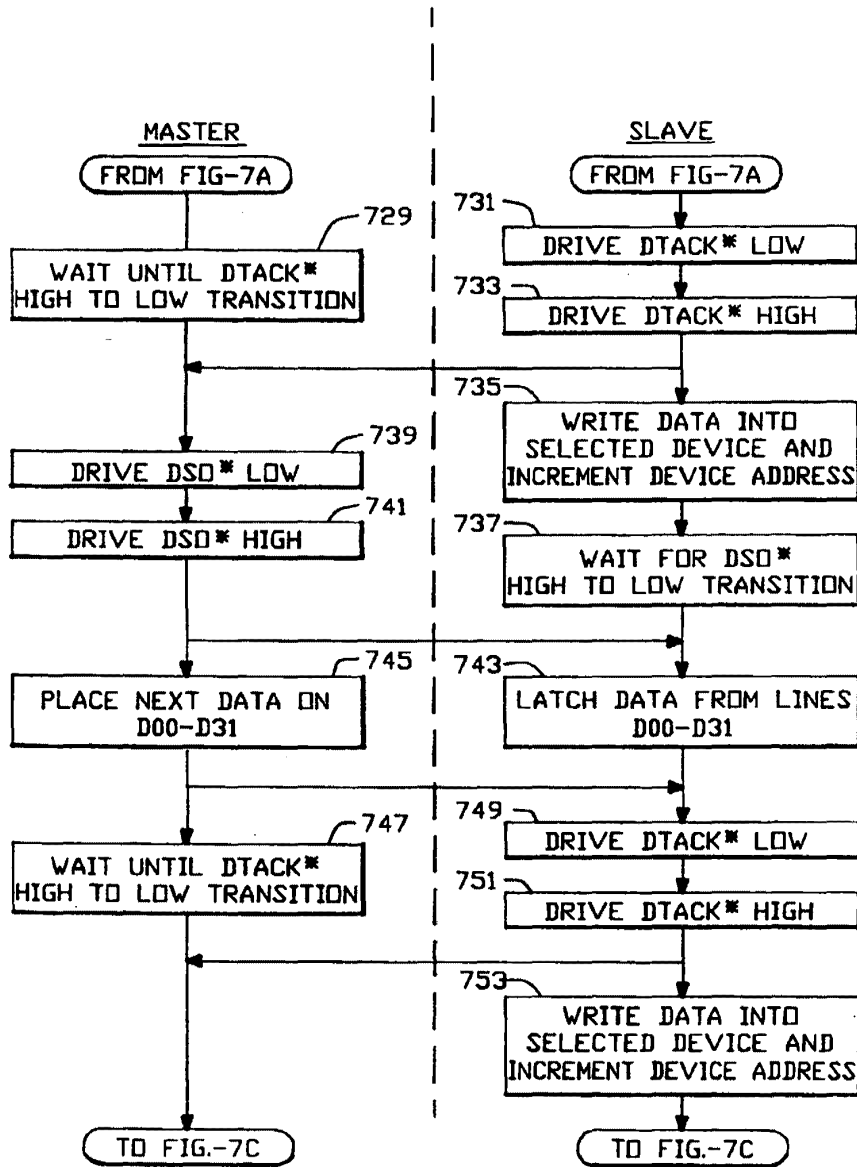 MASTER
FROM FIG-7A
729
WAIT UNTIL DTACK*
HIGH TO LOW TRANSITION
739
DRIVE DSO* LOW
741
DRIVE DSO* HIGH
745
PLACE NEXT DATA ON
D00-D31
747
WAIT UNTIL DTACK*
HIGH TO LOW TRANSITION
TO FIG.-7C
SLAVE
FROM FIG-7A
731
DRIVE DTACK* LOW
733
DRIVE DTACK* HIGH
735
WRITE DATA INTO
SELECTED DEVICE AND
INCREMENT DEVICE ADDRESS
737
WAIT FOR DSO*
HIGH TO LOW TRANSITION
743
LATCH DATA FROM LINES
D00-D31
749
DRIVE DTACK* LOW
751
DRIVE DTACK* HIGH
753
WRITE DATA INTO
SELECTED DEVICE AND
INCREMENT DEVICE ADDRESS
TO FIG.-7C